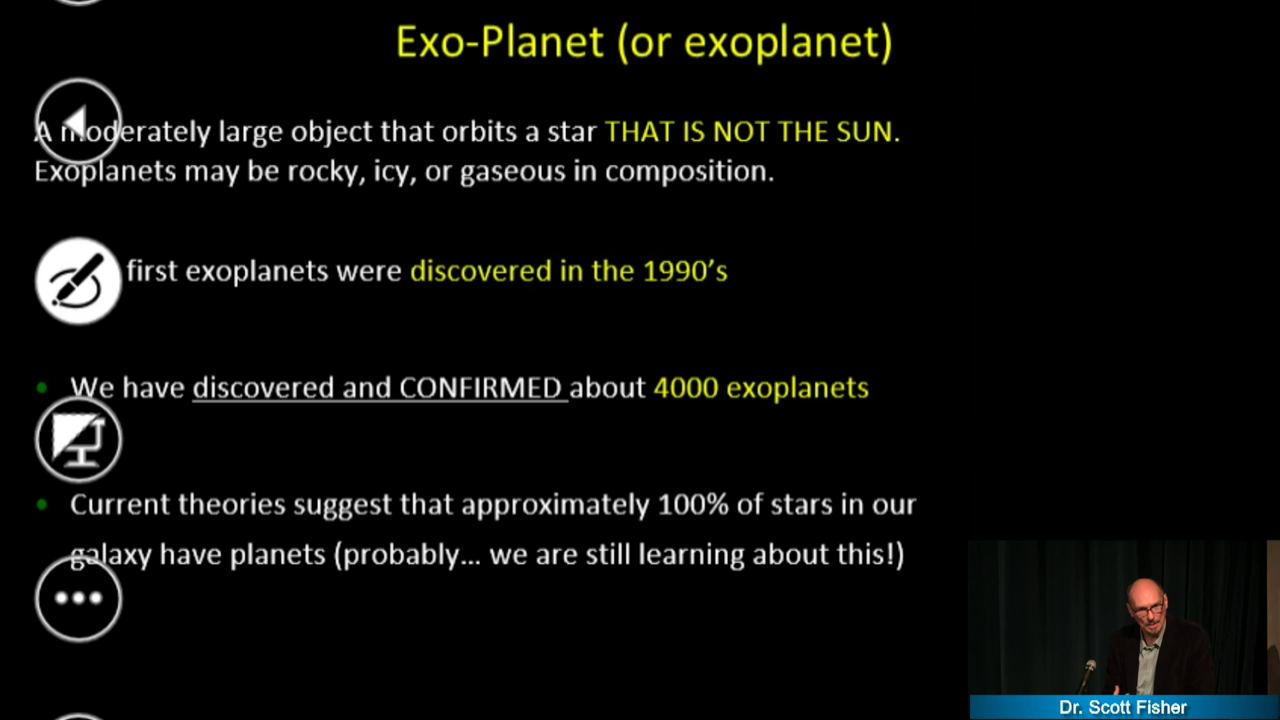 Exo-Planet (or exoplanet)
A moderately large object that orbits a star THAT IS NOT THE SUN.
Exoplanets may be rocky, icy, or gaseous in composition.
first exoplanets were discovered in the 1990’s
• We have discovered and CONFIRMED about 4000 exoplanets
• Current theories suggest that approximately 100% of stars in our
galaxy have planets (probably... we are still learning about this!)
Dr. Scott Fisher